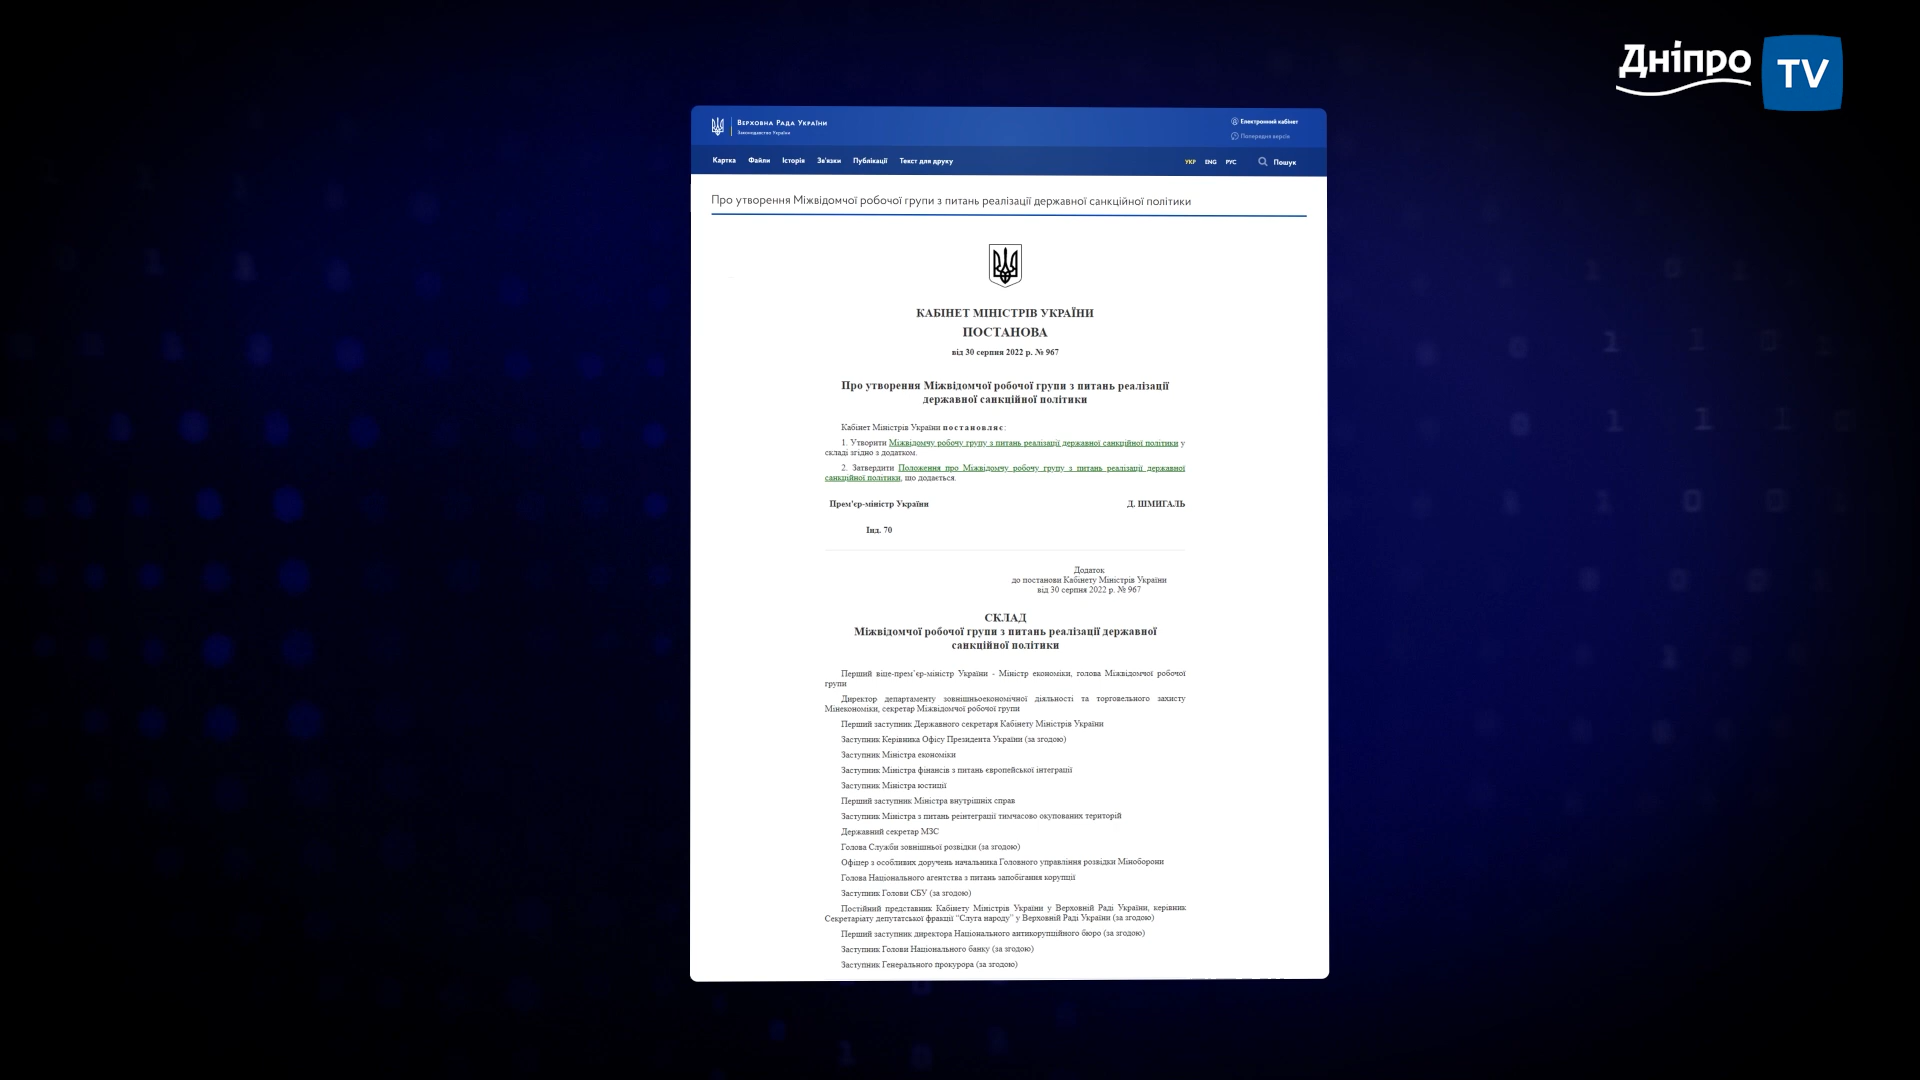 Дніпро TV
Верховна Рада України
Законодавство України
Електронний кабінет
Попередня версія
Картка Файли Історія Зв'язки Публікації Текст для друку
УКР ENG РУС Пошук
Про утворення Міжвідомчої робочої групи з питань реалізації державної санкційної політики
КАБІНЕТ МІНІСТРІВ УКРАЇНИ
ПОСТАНОВА
від 30 серпня 2022 р. № 967
Про утворення Міжвідомчої робочої групи з питань реалізації
державної санкційної політики
Кабінет Міністрів України постановляє:
1. Утворити Міжвідомчу робочу групу з питань реалізації державної санкційної політики у
складі згідно з додатком.
2. Затвердити Положення про Міжвідомчу робочу групу з питань реалізації державної
санкційної політики, що додається.
Прем'єр-міністр України Д. ШМИГАЛЬ
Інд. 70
Додаток
до постанови Кабінету Міністрів України
від 30 серпня 2022 р. № 967
СКЛАД
Міжвідомчої робочої групи з питань реалізації державної
санкційної політики
Перший віце-прем’єр-міністр України - Міністр економіки, голова Міжвідомчої робочої
групи
Директор департаменту зовнішньоекономічної діяльності та торговельного захисту
Мінекономіки, секретар Міжвідомчої робочої групи
Перший заступник Державного секретаря Кабінету Міністрів України
Заступник Керівника Офісу Президента України (за згодою)
Заступник Міністра економіки
Заступник Міністра фінансів з питань європейської інтеграції
Заступник Міністра юстиції
Перший заступник Міністра внутрішніх справ
Заступник Міністра з питань реінтеграції тимчасово окупованих територій
Державний секретар МЗС
Голова Служби зовнішньої розвідки (за згодою)
Офіцер з особливих доручень начальника Головного управління розвідки Міноборони
Голова Національного агентства з питань запобігання корупції
Заступник Голови СБУ (за згодою)
Постійний представник Кабінету Міністрів України у Верховній Раді України, керівник
Секретаріату депутатської фракції “Слуга народу” у Верховній Раді України (за згодою)
Перший заступник директора Національного антикорупційного бюро (за згодою)
Заступник Голови Національного банку (за згодою)
Заступник Генерального прокурора (за згодою)